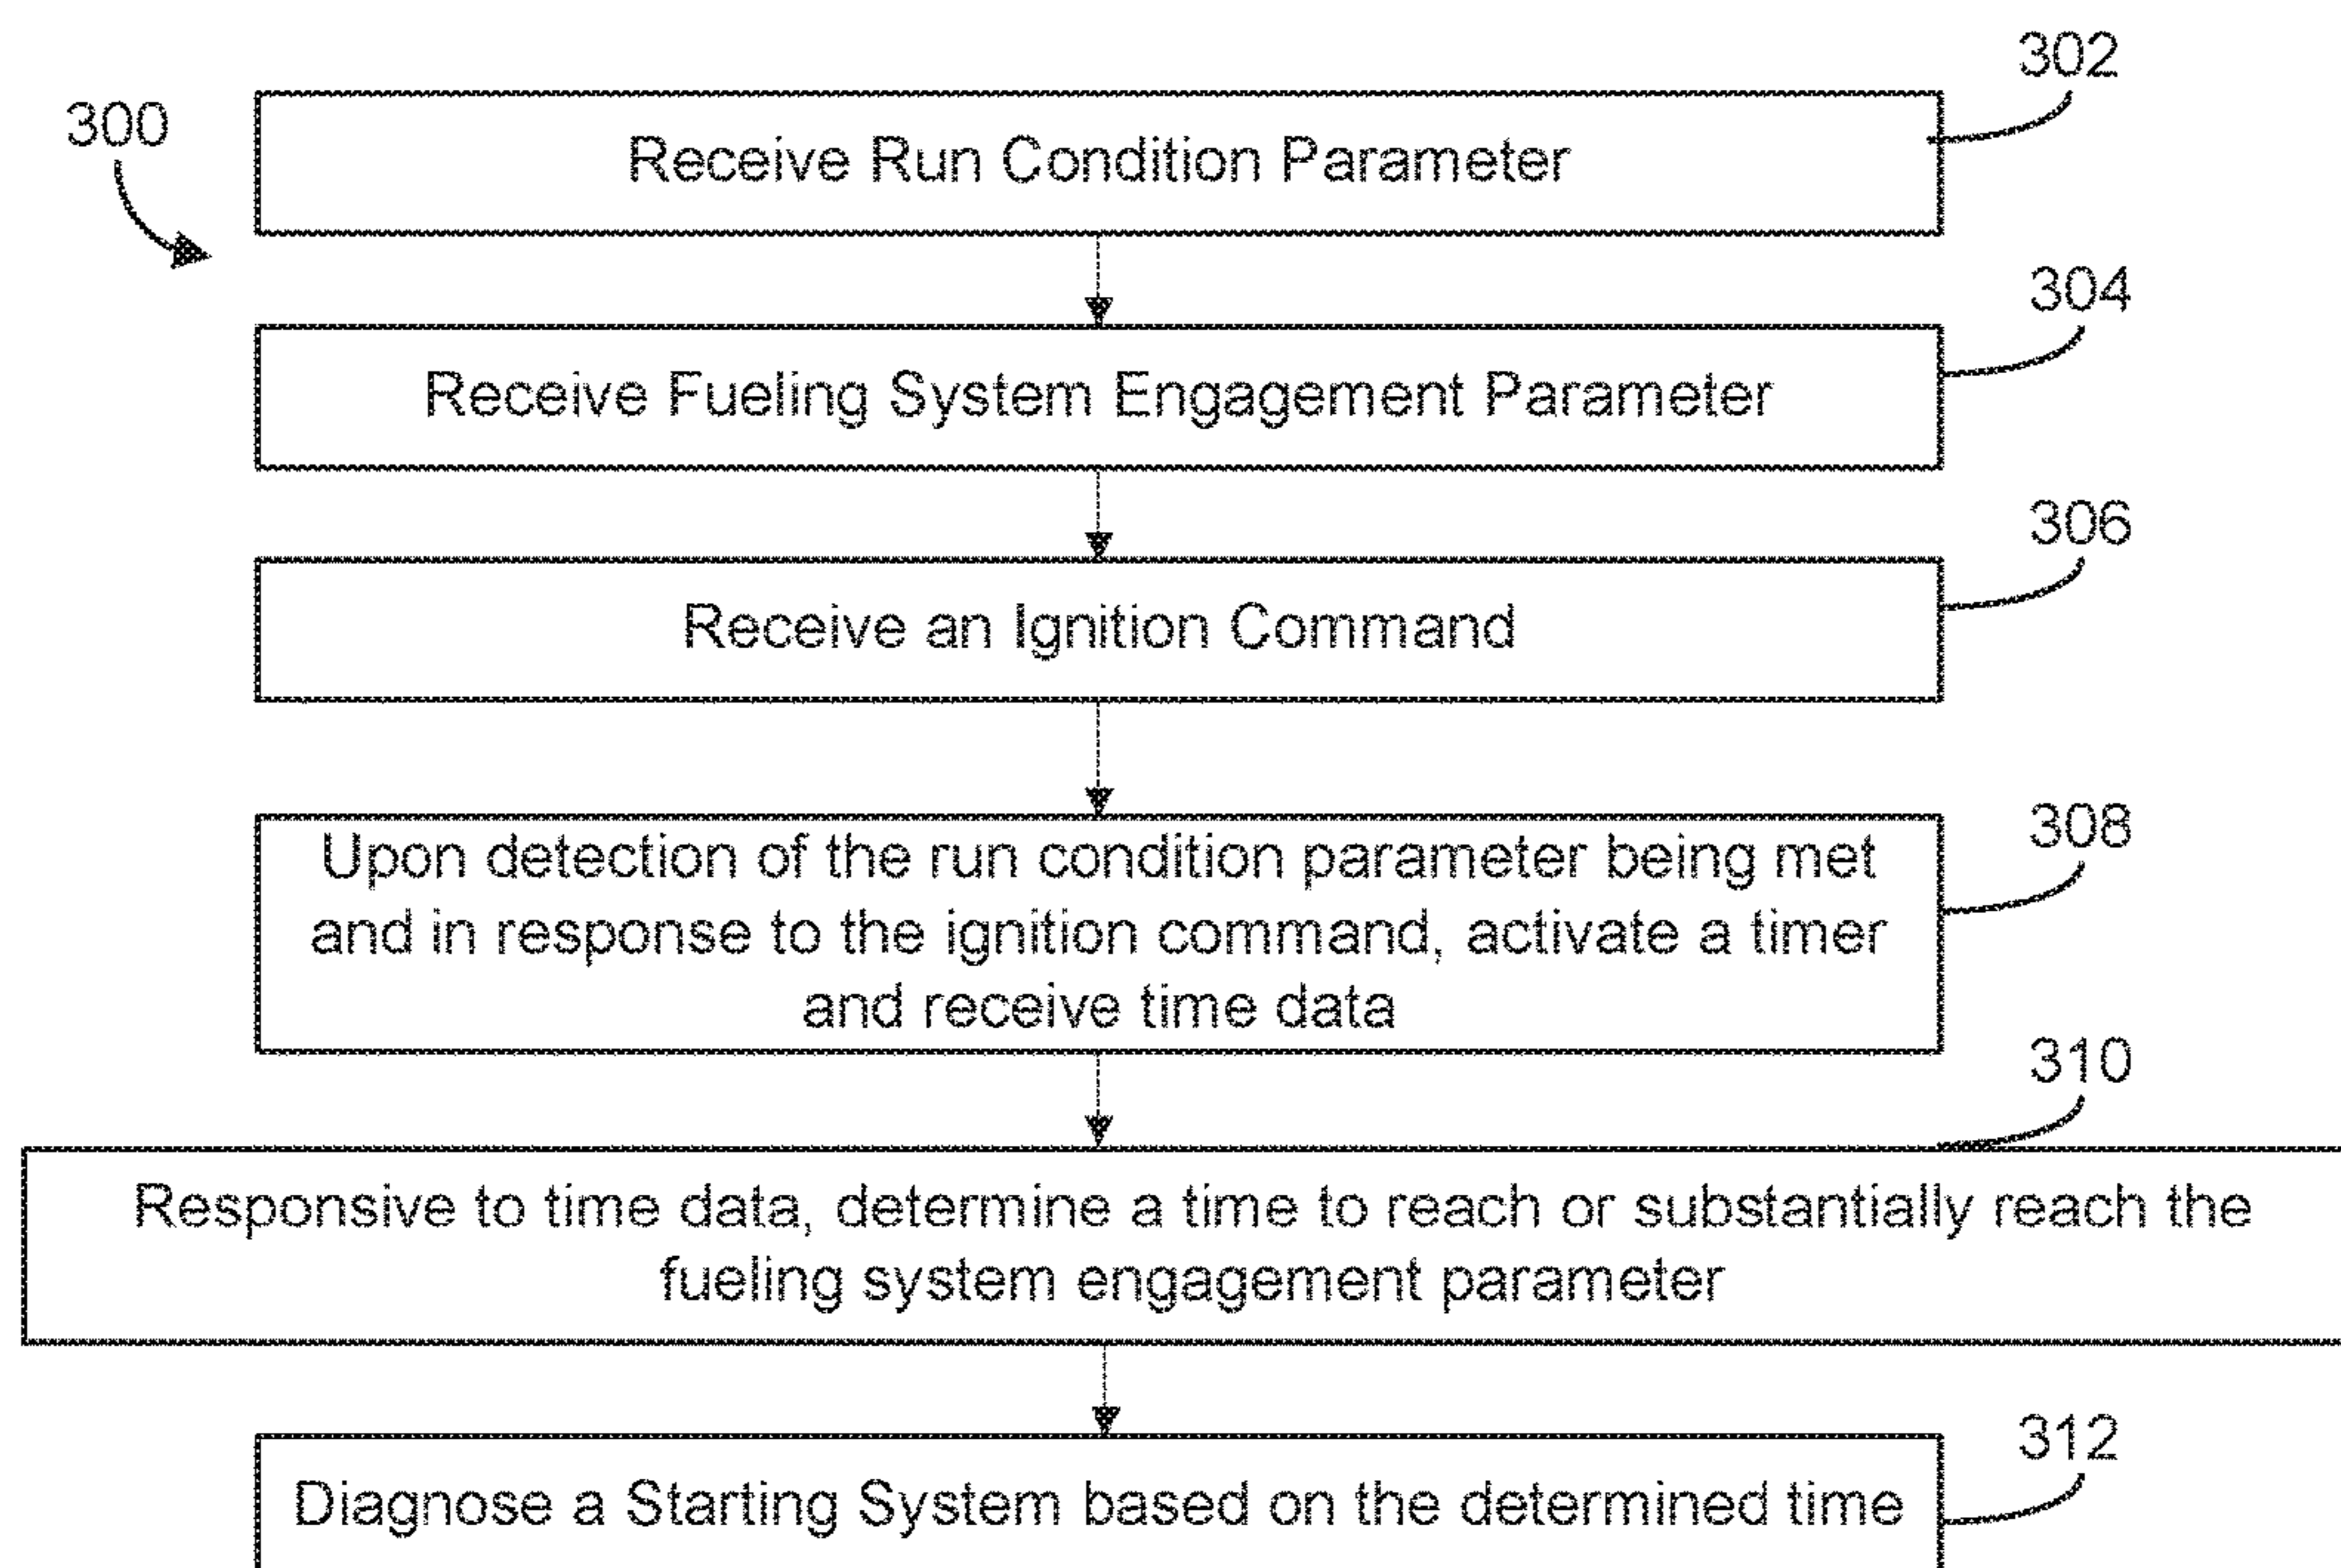 302
300
Receive Run Condition Parameter
304
Receive Fueling System Engagement Parameter
306
Receive an Ignition Command
308
Upon detection of the run condition parameter being met
and in response to the ignition command, activate a timer
and receive time data
310
Responsive to time data, determine a time to reach or substantially reach the
fueling system engagement parameter
312
Diagnose a Starting System based on the determined time